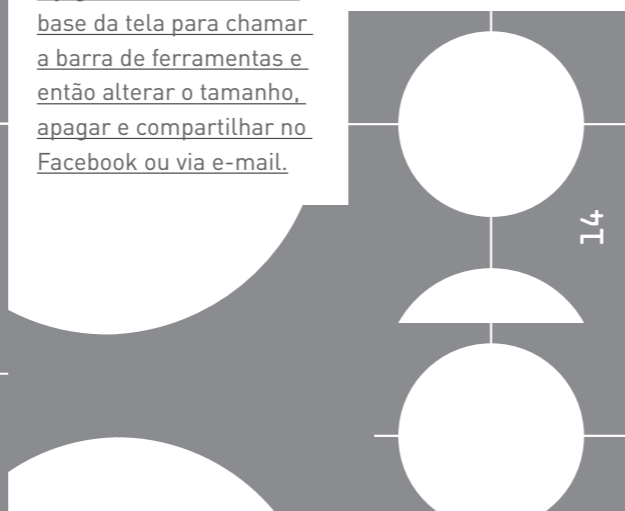 base da tela para chamar
a barra de ferramentas e
então alterar o tamanho,
apagar e compartilhar no
Facebook ou via e-mail.
14